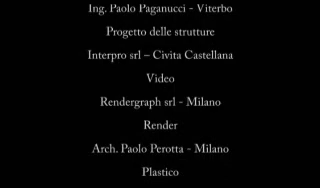 Ing. Paolo Paganucci - Viterbo
Progetto delle strutture
Interpro srl – Civita Castellana
Video
Rendergraph srl - Milano
Render
Arch. Paolo Perotta - Milano
Plastico